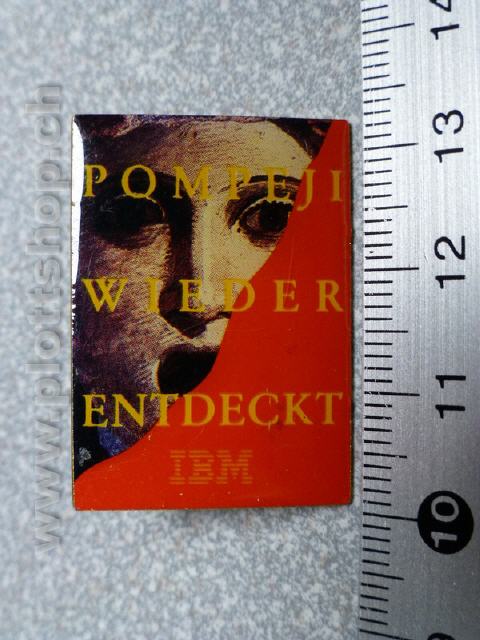 POMPEJI
WIEDER
ENTDECKT
IBM
www.plottshop.ch
14
13
12
11
10